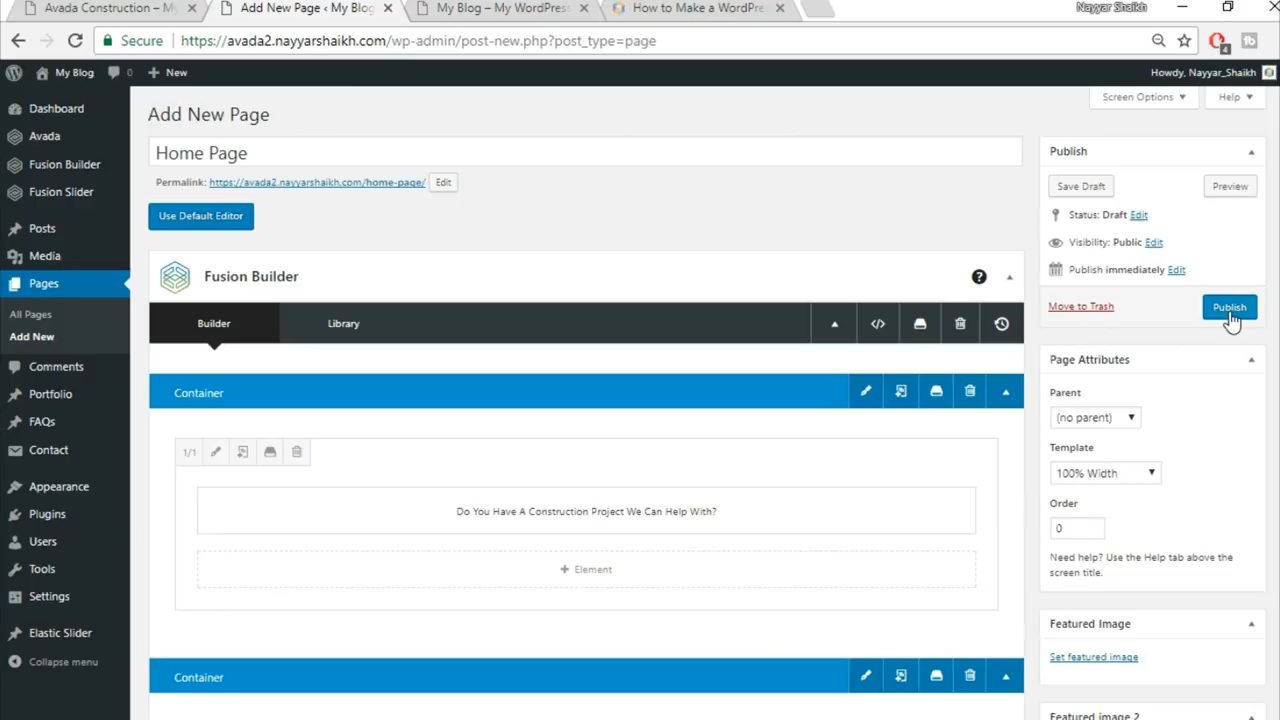 Avada Construction – My
Add New Page ‹ My Blog
My Blog – My WordPress
How to Make a WordPre
Nayyar Shaikh
Secure
https://avada2.nayyarshaikh.com/wp-admin/post-new.php?post_type=page
4
My Blog
0
+ New
Howdy, Nayyar_Shaikh
Screen Options
Help
Dashboard
Avada
Fusion Builder
Fusion Slider
Posts
Media
Pages
All Pages
Add New
Comments
Portfolio
FAQs
Contact
Appearance
Plugins
Users
Tools
Settings
Elastic Slider
Collapse menu
Add New Page
Home Page
Permalink: https://avada2.nayyarshaikh.com/home-page/ Edit
Use Default Editor
Fusion Builder
?
Builder
Library
</>
Container
1/1
Do You Have A Construction Project We Can Help With?
+ Element
Container
Publish
Save Draft
Preview
Status: Draft Edit
Visibility: Public Edit
Publish immediately Edit
Move to Trash
Publish
Page Attributes
Parent
(no parent)
Template
100% Width
Order
0
Need help? Use the Help tab above the
screen title.
Featured Image
Set featured image
Featured image 2